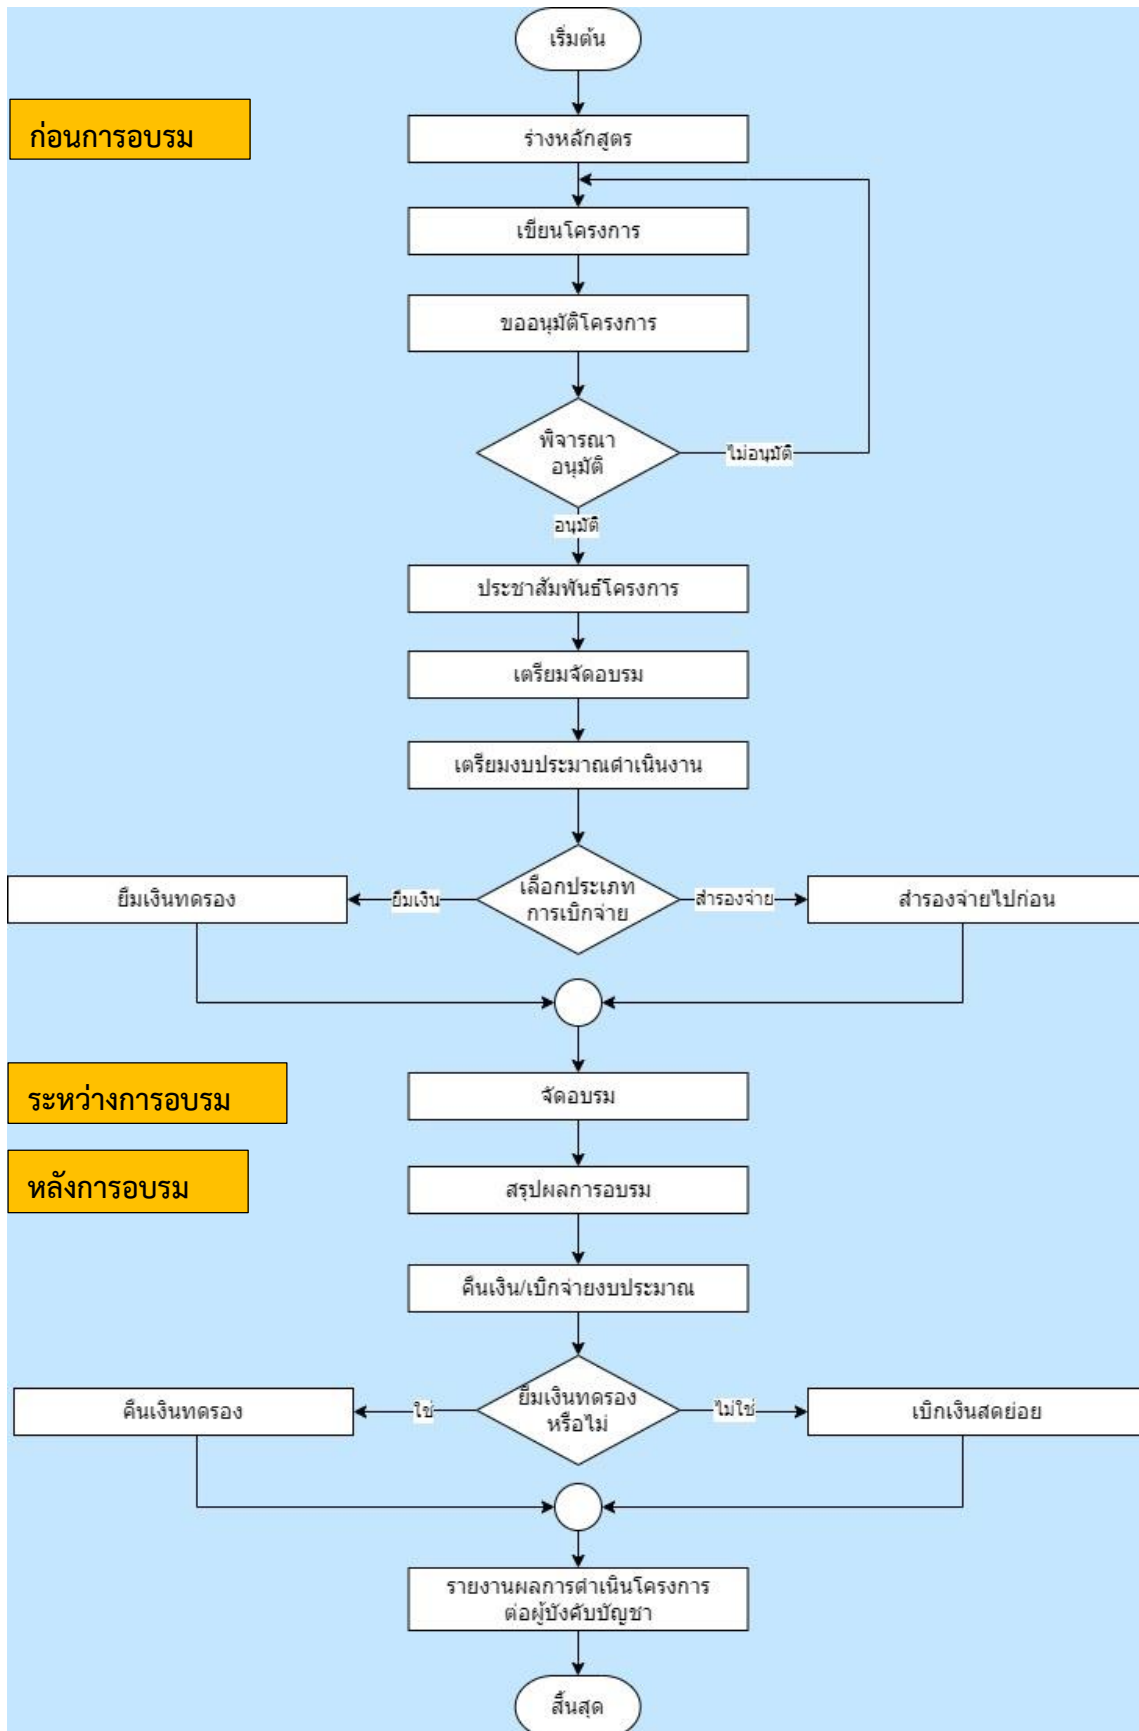 เริ่มต้น
ก่อนการอบรม
ร่างหลักสูตร
เขียนโครงการ
ขออนุมัติโครงการ
พิจารณา
อนุมัติ
ไม่อนุมัติ
อนุมัติ
ประชาสัมพันธ์โครงการ
เตรียมจัดอบรม
เตรียมงบประมาณดำเนินงาน
เลือกประเภท
การเบิกจ่าย
ยืมเงิน
ยืมเงินทดรอง
สำรองจ่าย
สำรองจ่ายไปก่อน
ระหว่างการอบรม
จัดอบรม
หลังการอบรม
สรุปผลการอบรม
คืนเงิน/เบิกจ่ายงบประมาณ
ยืมเงินทดรอง
หรือไม่
ใช่
คืนเงินทดรอง
ไม่ใช่
เบิกเงินสดย่อย
รายงานผลการดำเนินโครงการ
ต่อผู้บังคับบัญชา
สิ้นสุด